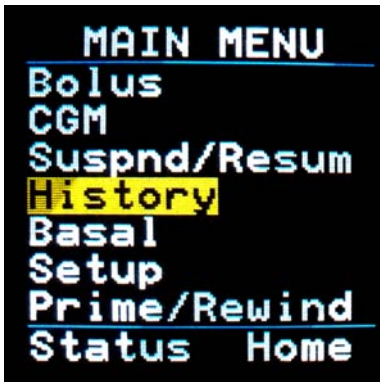 MAIN MENU
Bolus
CGM
Suspnd/Resum
History
Basal
Setup
Prime/Rewind
Status Home